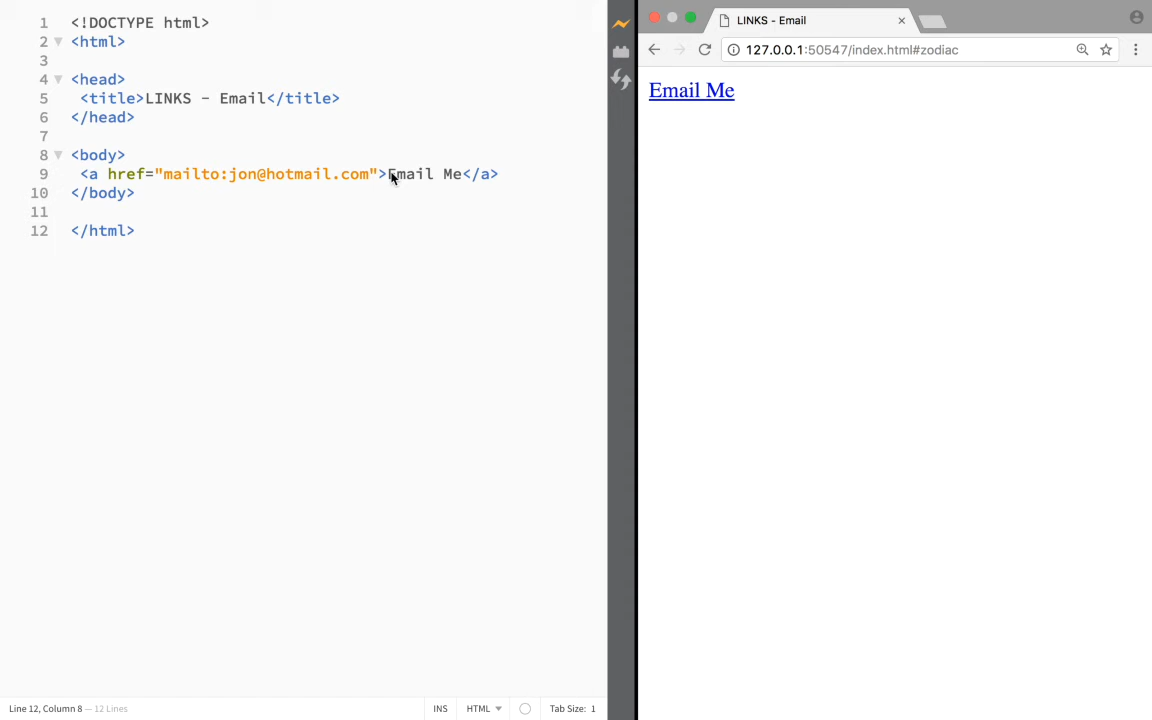 1 <!DOCTYPE html>
2 <html>
3
4 <head>
5 <title>LINKS - Email</title>
6 </head>
7
8 <body>
9 <a href="mailto:jon@hotmail.com">Email Me</a>
10 </body>
11
12 </html>
Line 12, Column 8 — 12 Lines
INS HTML Tab Size: 1
LINKS - Email
127.0.0.1:50547/index.html#zodiac
Email Me